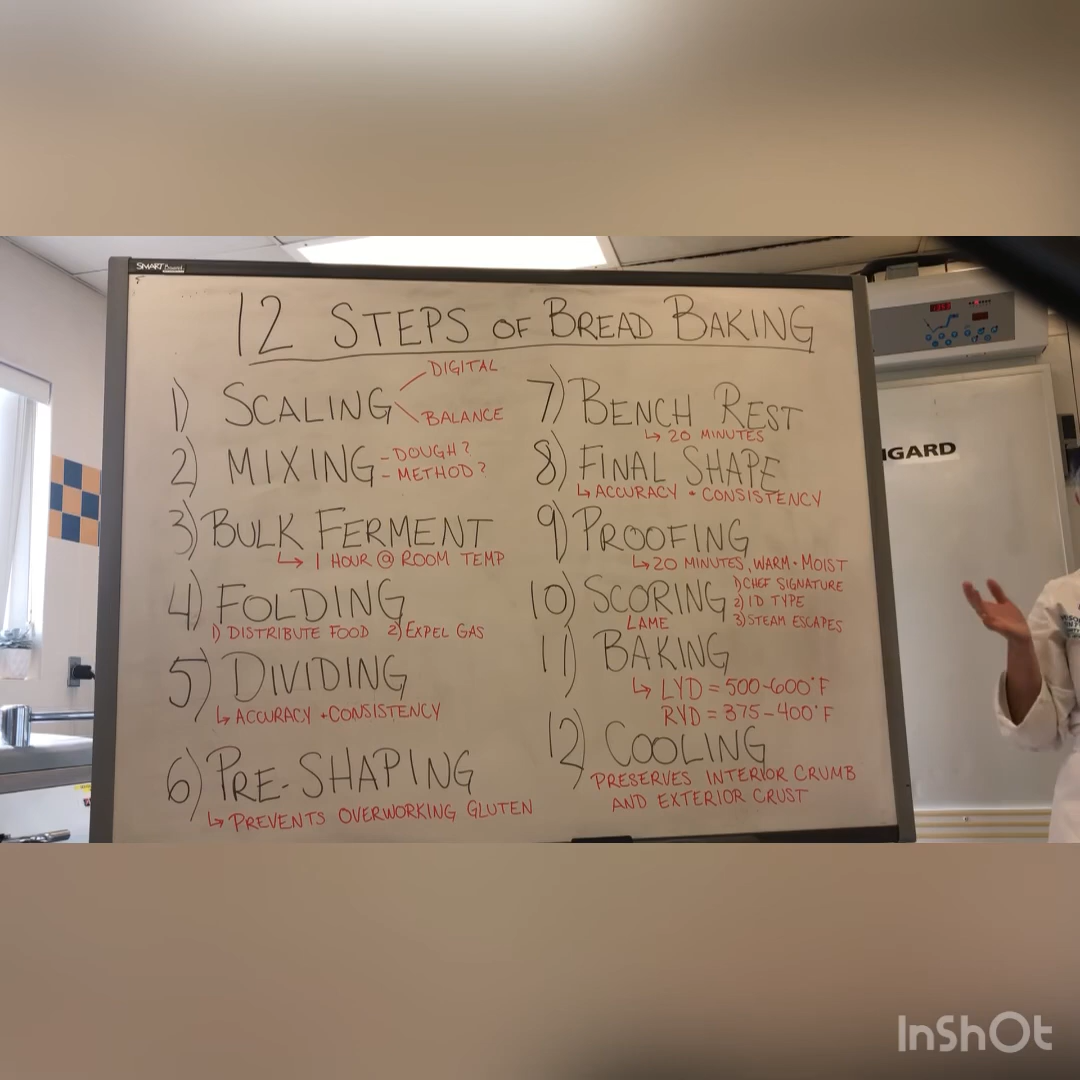 SMART Board
12 STEPS OF BREAD BAKING
1) SCALING
DIGITAL
BALANCE
2) MIXING
- DOUGH?
- METHOD?
3) BULK FERMENT
↳ 1 HOUR @ ROOM TEMP
4) FOLDING
1) DISTRIBUTE FOOD 2) EXPEL GAS
5) DIVIDING
↳ ACCURACY + CONSISTENCY
6) PRE-SHAPING
↳ PREVENTS OVERWORKING GLUTEN
7) BENCH REST
↳ 20 MINUTES
8) FINAL SHAPE
↳ ACCURACY + CONSISTENCY
9) PROOFING
↳ 20 MINUTES, WARM + MOIST
10) SCORING
LAME
1) CHEF SIGNATURE
2) ID TYPE
3) STEAM ESCAPES
11) BAKING
↳ LYD = 500-600°F
RYD = 375-400°F
12) COOLING
PRESERVES INTERIOR CRUMB
AND EXTERIOR CRUST
IGARD
InShOt